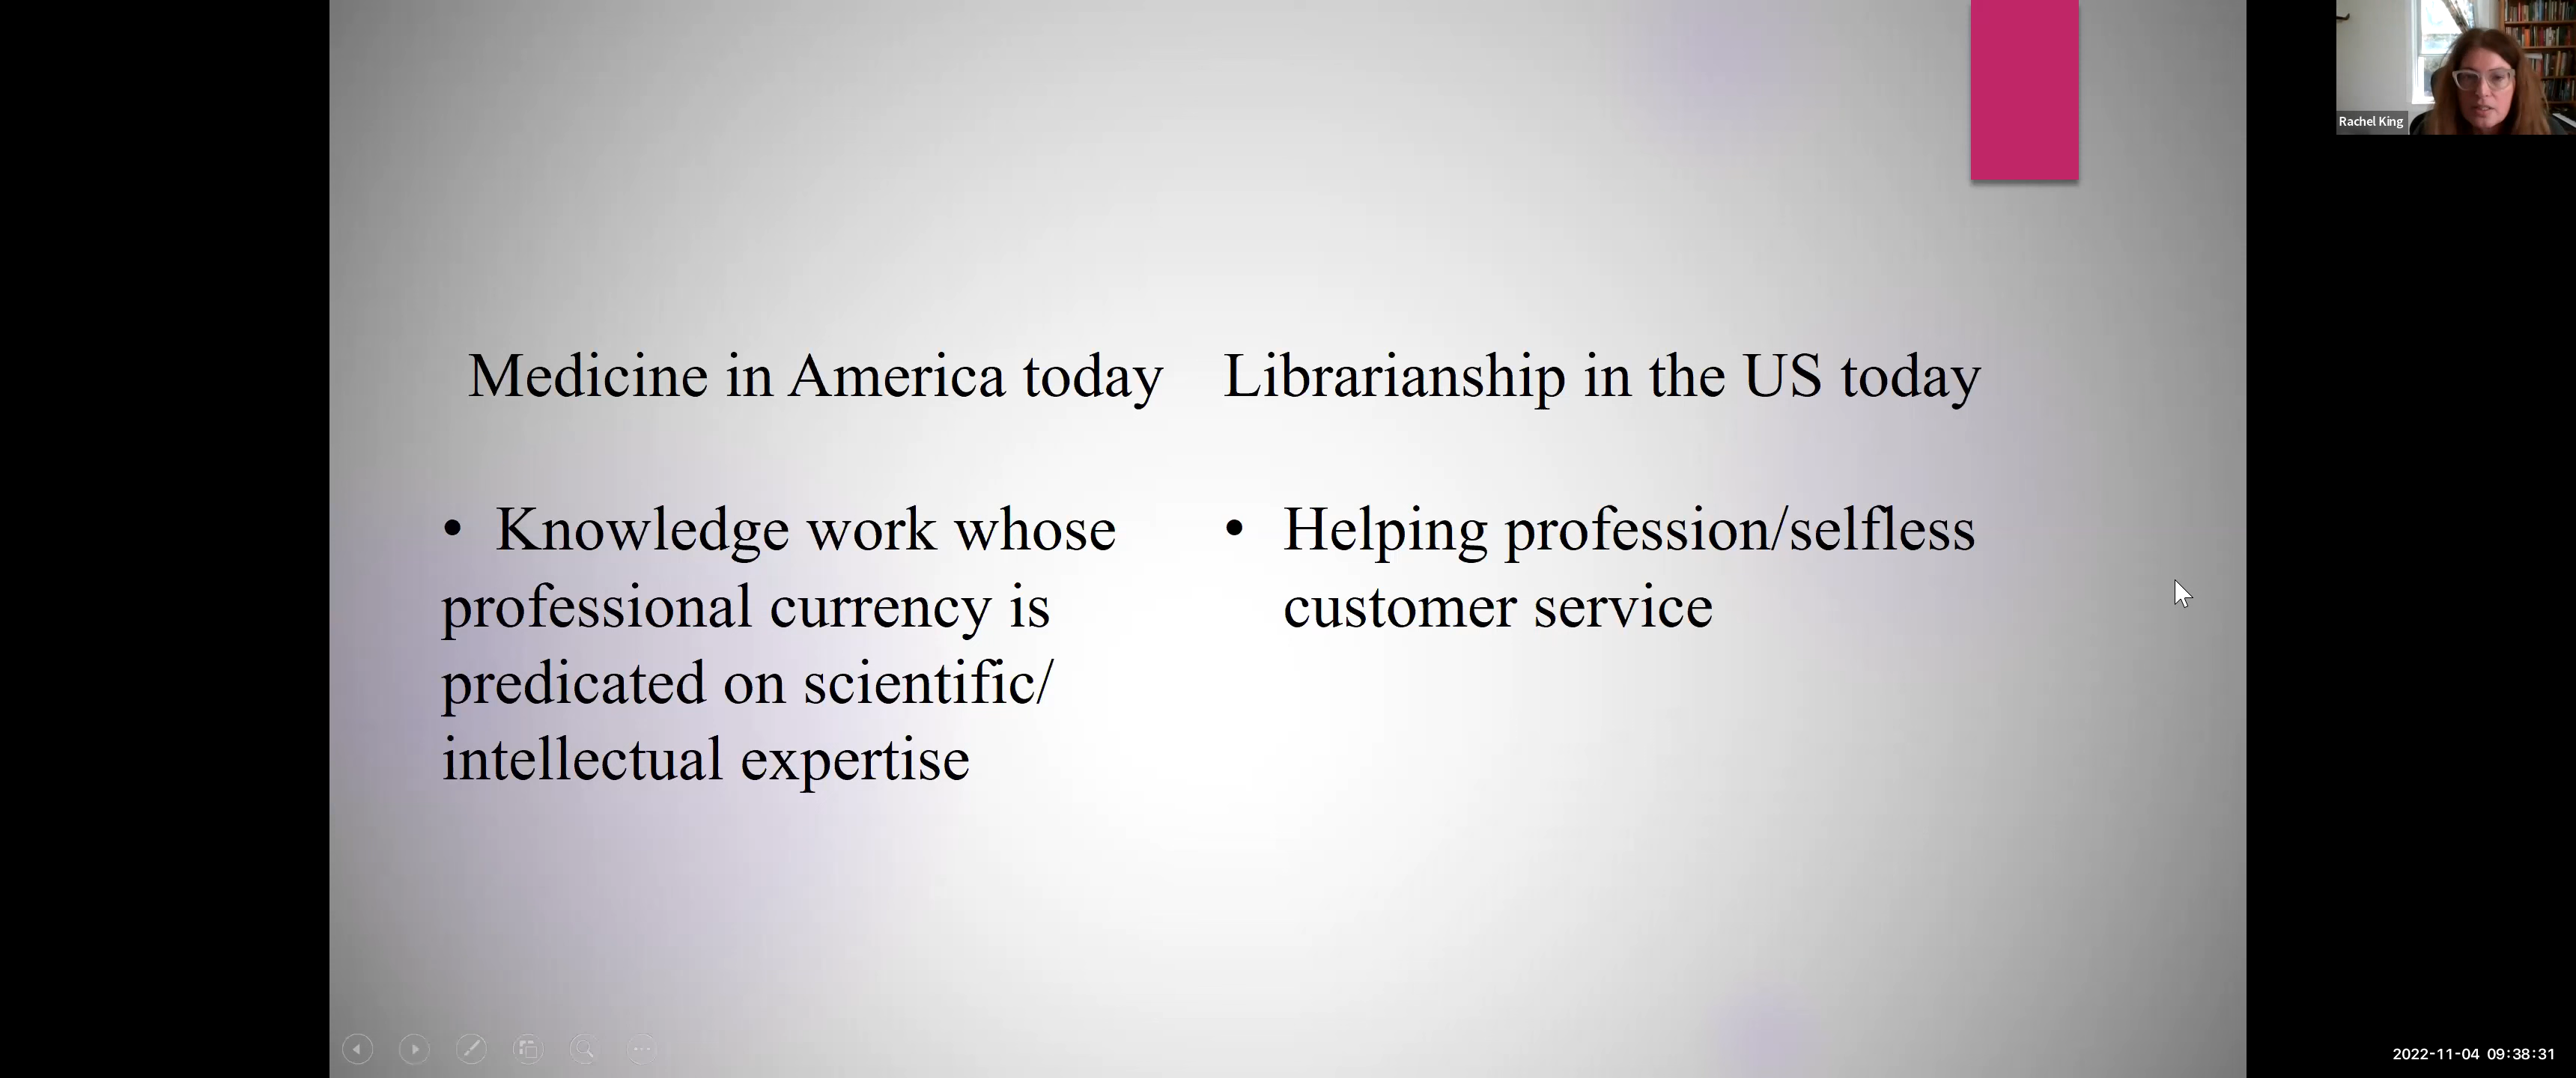 Medicine in America today
• Knowledge work whose
professional currency is
predicated on scientific/
intellectual expertise
Librarianship in the US today
• Helping profession/selfless
customer service
Rachel King
2022-11-04 09:38:31